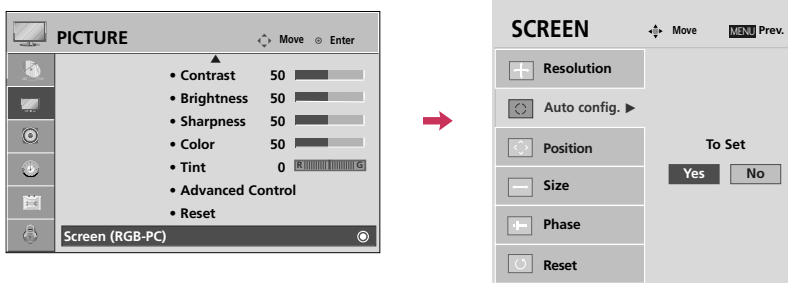 PICTURE Move Enter
• Contrast 50
• Brightness 50
• Sharpness 50
• Color 50
• Tint 0 R G
• Advanced Control
• Reset
Screen (RGB-PC)
SCREEN Move MENU Prev.
Resolution
Auto config. ▶
Position
Size
Phase
Reset
To Set
Yes No